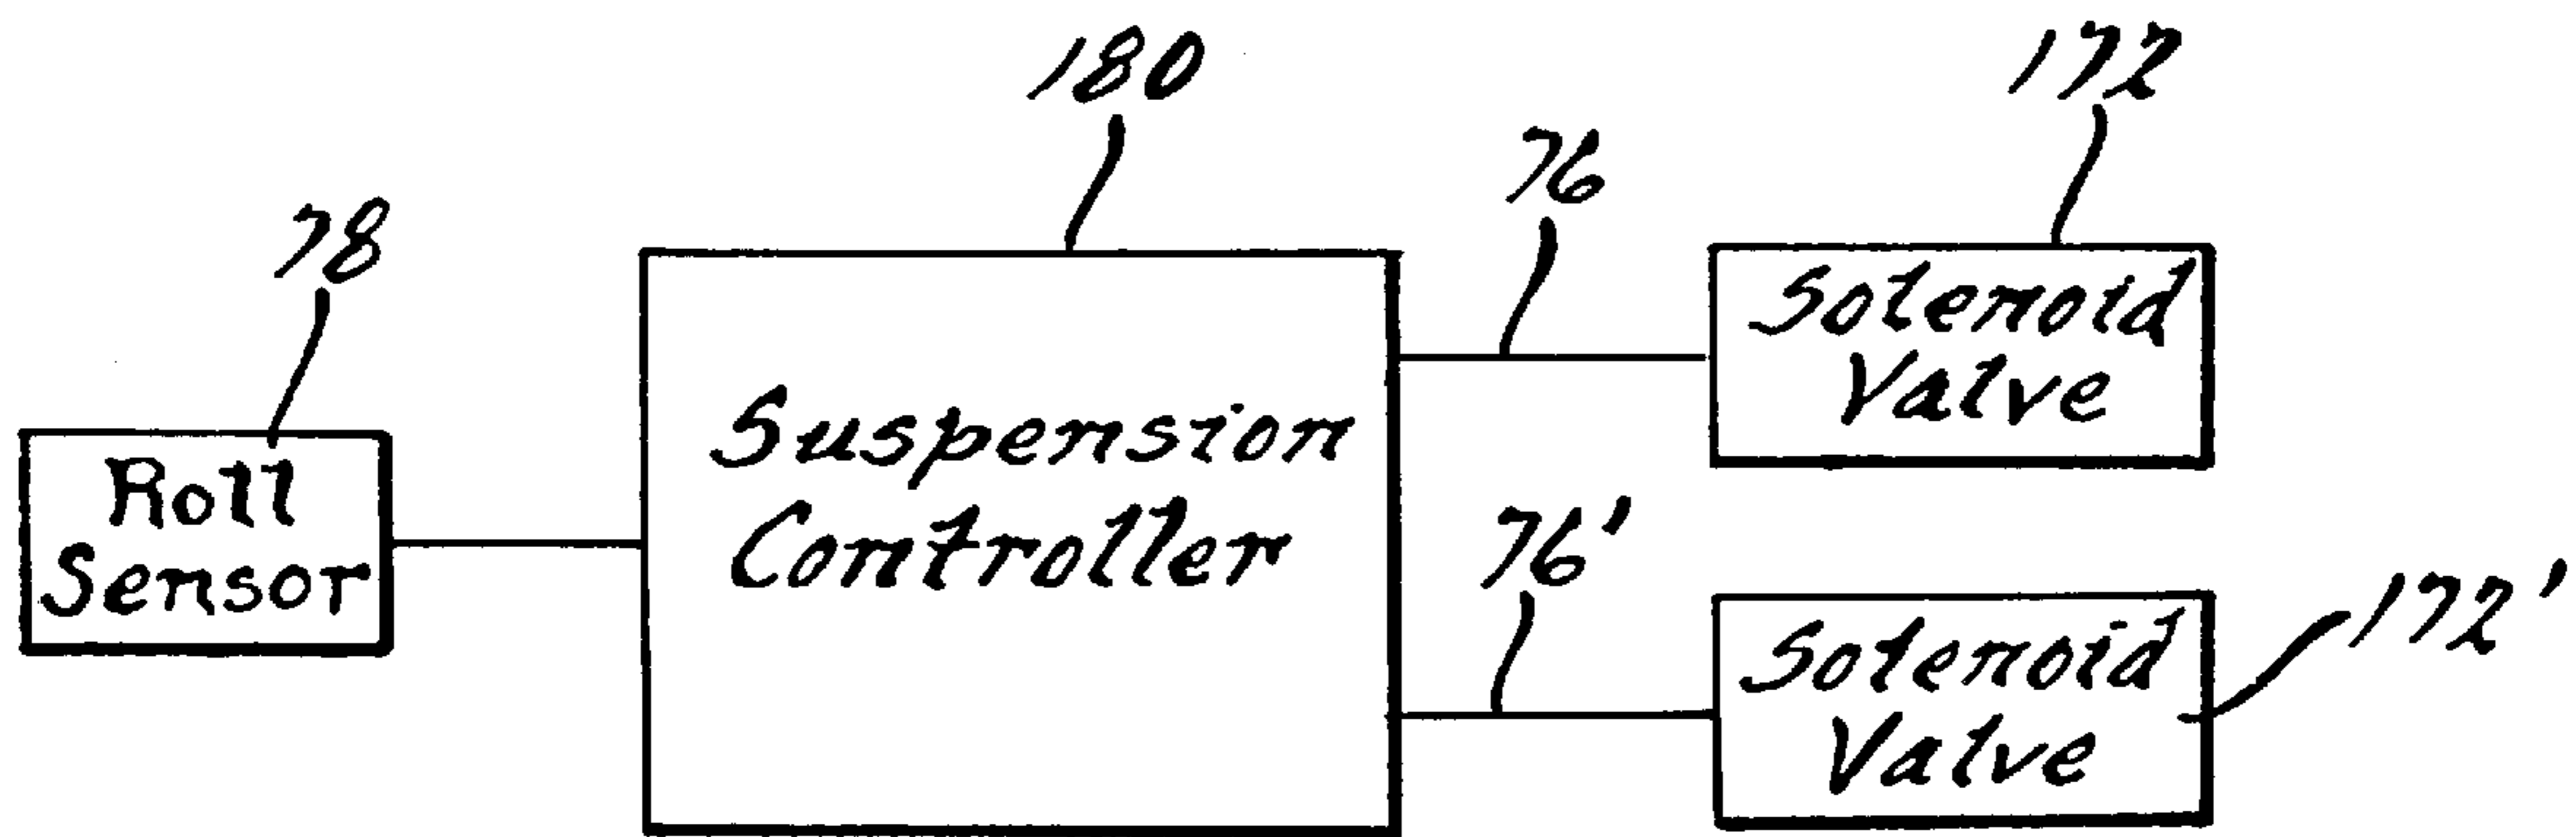 180
172
76
78
Solenoid
Valve
Suspension
Controller
Roll
Sensor
76'
172'
Solenoid
Valve